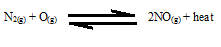 N₂(g) + O(g) ⇌ 2NO(g) + heat